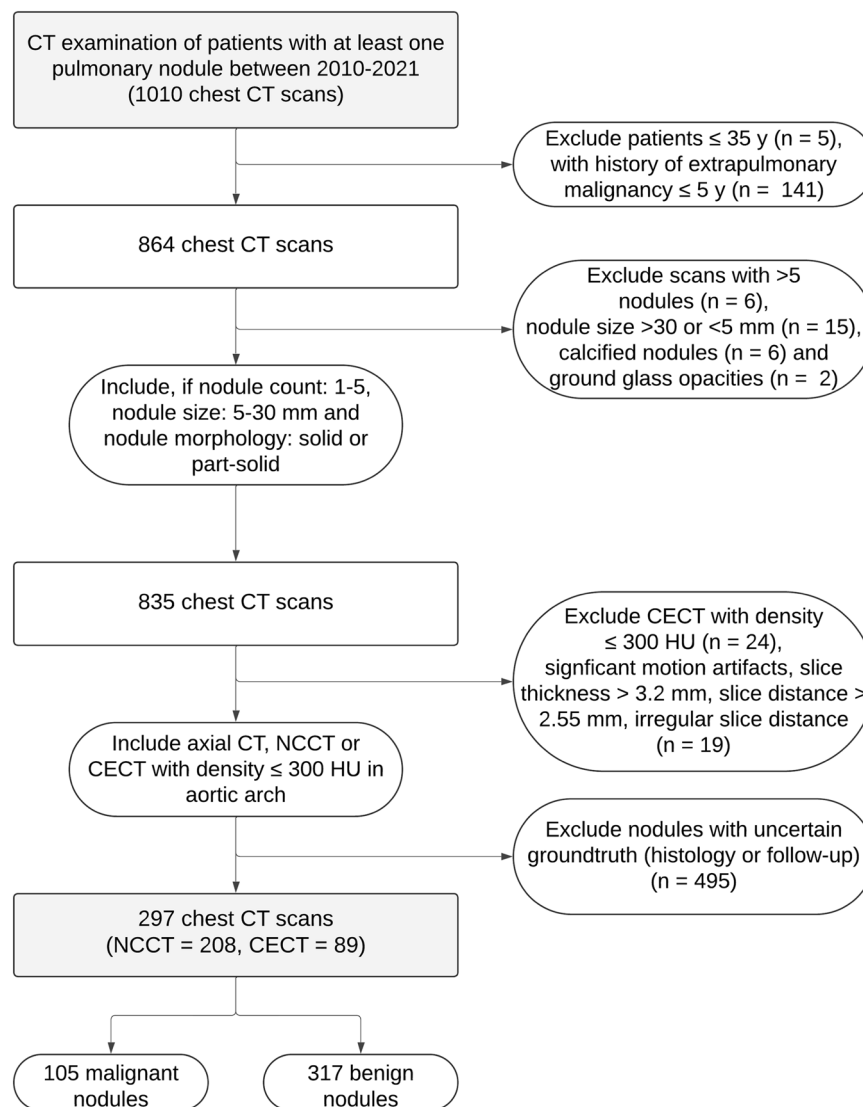 CT examination of patients with at least one
pulmonary nodule between 2010-2021
(1010 chest CT scans)
Exclude patients ≤ 35 y (n = 5),
with history of extrapulmonary
malignancy ≤ 5 y (n =  141)
864 chest CT scans
Exclude scans with >5
nodules (n = 6),
nodule size >30 or <5 mm (n = 15),
calcified nodules (n = 6) and
ground glass opacities (n =  2)
Include, if nodule count: 1-5,
nodule size: 5-30 mm and
nodule morphology: solid or
part-solid
835 chest CT scans
Exclude CECT with density
≤ 300 HU (n = 24),
signficant motion artifacts, slice
thickness > 3.2 mm, slice distance >
2.55 mm, irregular slice distance
(n = 19)
Include axial CT, NCCT or
CECT with density ≤ 300 HU in
aortic arch
Exclude nodules with uncertain
groundtruth (histology or follow-up)
(n = 495)
297 chest CT scans
(NCCT = 208, CECT = 89)
105 malignant
nodules
317 benign
nodules